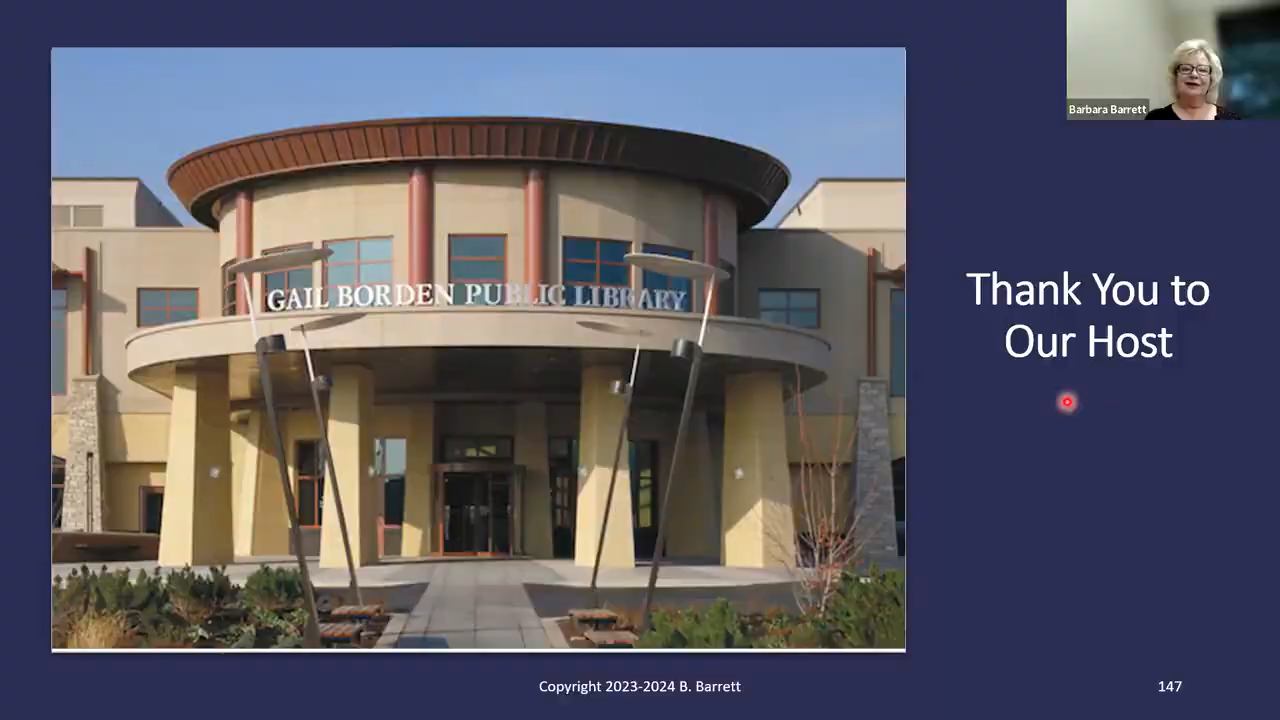 Barbara Barrett
GAIL BORDEN PUBLIC LIBRARY
Thank You to
Our Host
Copyright 2023-2024 B. Barrett
147